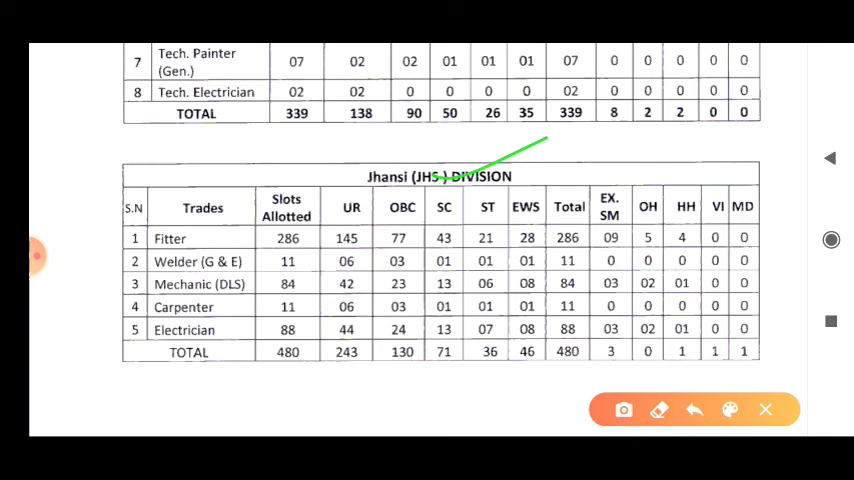 7 Tech. Painter (Gen.) 07 02 02 01 01 01 07 0 0 0 0 0
8 Tech. Electrician 02 02 0 0 0 0 02 0 0 0 0 0
TOTAL 339 138 90 50 26 35 339 8 2 2 0 0
Jhansi (JHS ) DIVISION
S.N Trades Slots Allotted UR OBC SC ST EWS Total EX. SM OH HH VI MD
1 Fitter 286 145 77 43 21 28 286 09 5 4 0 0
2 Welder (G & E) 11 06 03 01 01 01 11 0 0 0 0 0
3 Mechanic (DLS) 84 42 23 13 06 08 84 03 02 01 0 0
4 Carpenter 11 06 03 01 01 01 11 0 0 0 0 0
5 Electrician 88 44 24 13 07 08 88 03 02 01 0 0
TOTAL 480 243 130 71 36 46 480 3 0 1 1 1